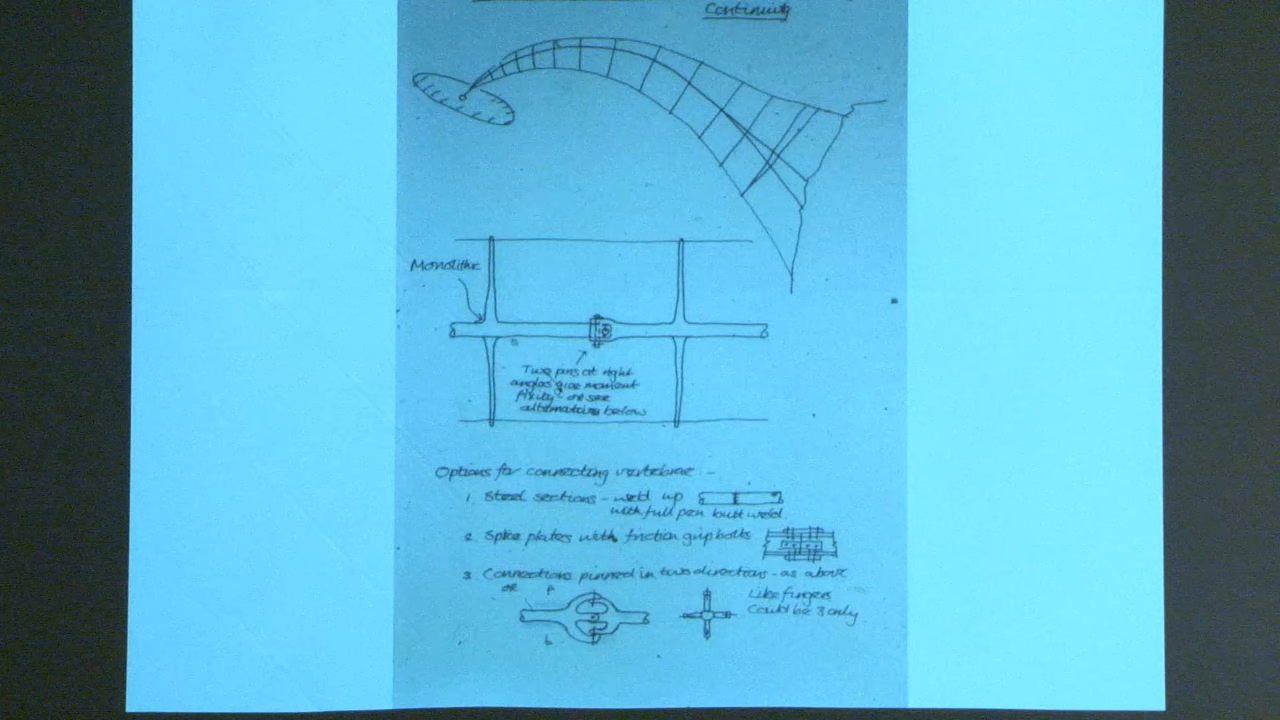 Continuing
Monolithic
Two pins at right
angles give moment
fixity - or see
alternatives below
Options for connecting vertebrae :-
1. Steel sections - weld up
with full pen butt weld.
2. Splice plates with friction grip bolts
3. Connections pinned in two directions - as above
or
Like fingers
Could be 3 only